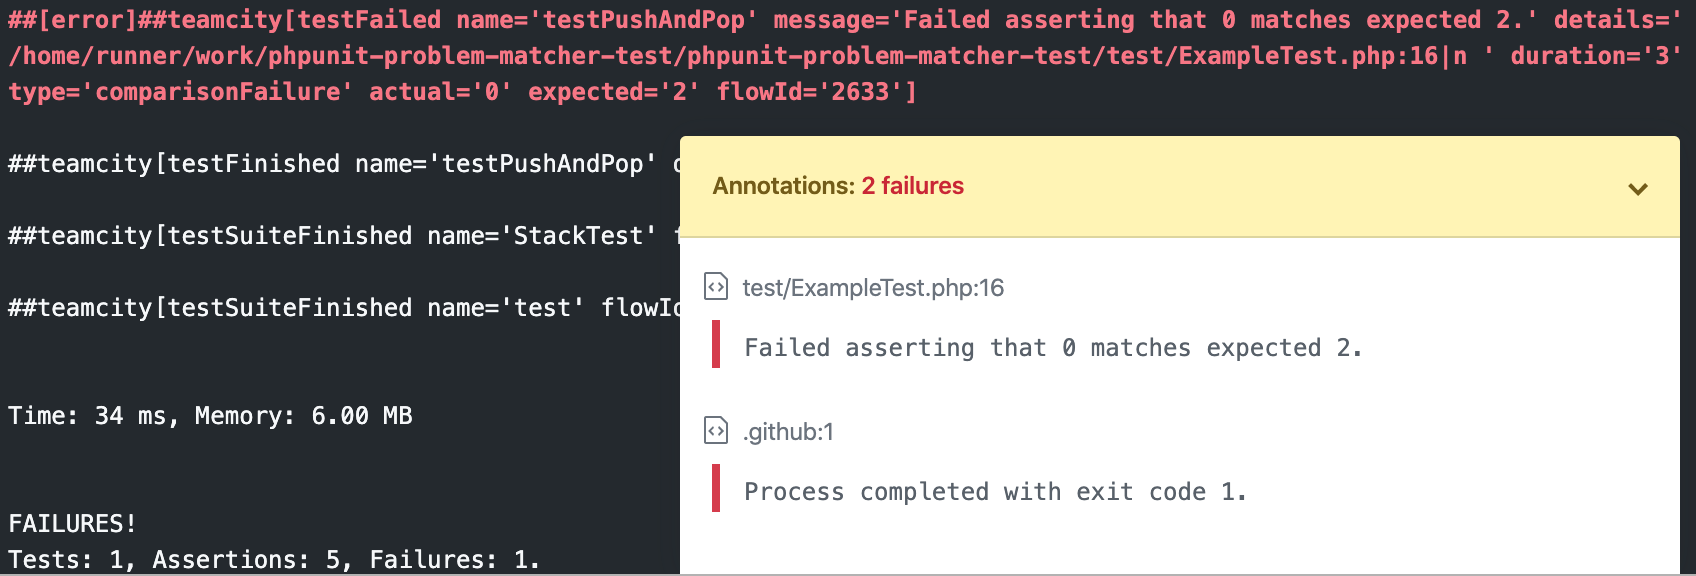 ##[error]##teamcity[testFailed name='testPushAndPop' message='Failed asserting that 0 matches expected 2.' details='
/home/runner/work/phpunit-problem-matcher-test/phpunit-problem-matcher-test/test/ExampleTest.php:16|n ' duration='3'
type='comparisonFailure' actual='0' expected='2' flowId='2633']
##teamcity[testFinished name='testPushAndPop'
##teamcity[testSuiteFinished name='StackTest'
##teamcity[testSuiteFinished name='test' flowId
Time: 34 ms, Memory: 6.00 MB
FAILURES!
Tests: 1, Assertions: 5, Failures: 1.
Annotations: 2 failures
test/ExampleTest.php:16
Failed asserting that 0 matches expected 2.
.github:1
Process completed with exit code 1.